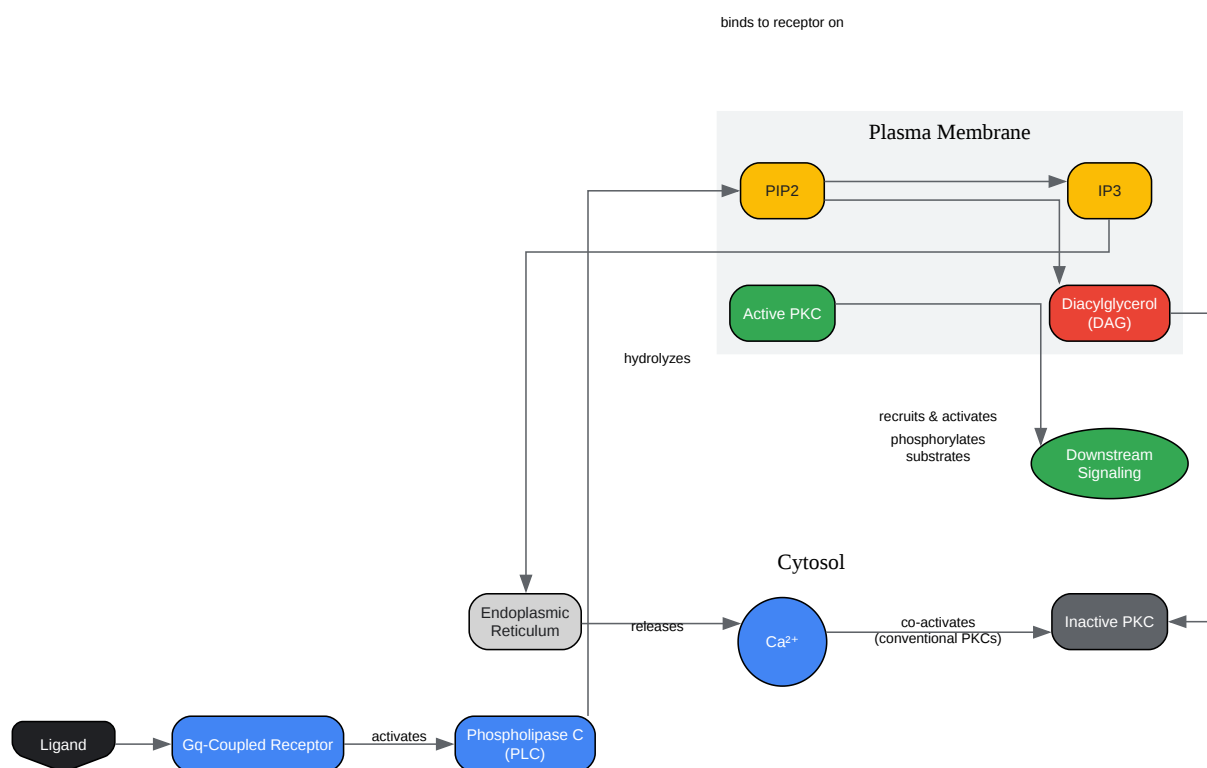 binds to receptor on
Plasma Membrane
PIP2
IP3
Active PKC
Diacylglycerol
(DAG)
hydrolyzes
recruits & activates
phosphorylates
substrates
Downstream
Signaling
Cytosol
Endoplasmic
Reticulum
releases
Ca²⁺
co-activates
(conventional PKCs)
Inactive PKC
Ligand
Gq-Coupled Receptor
activates
Phospholipase C
(PLC)